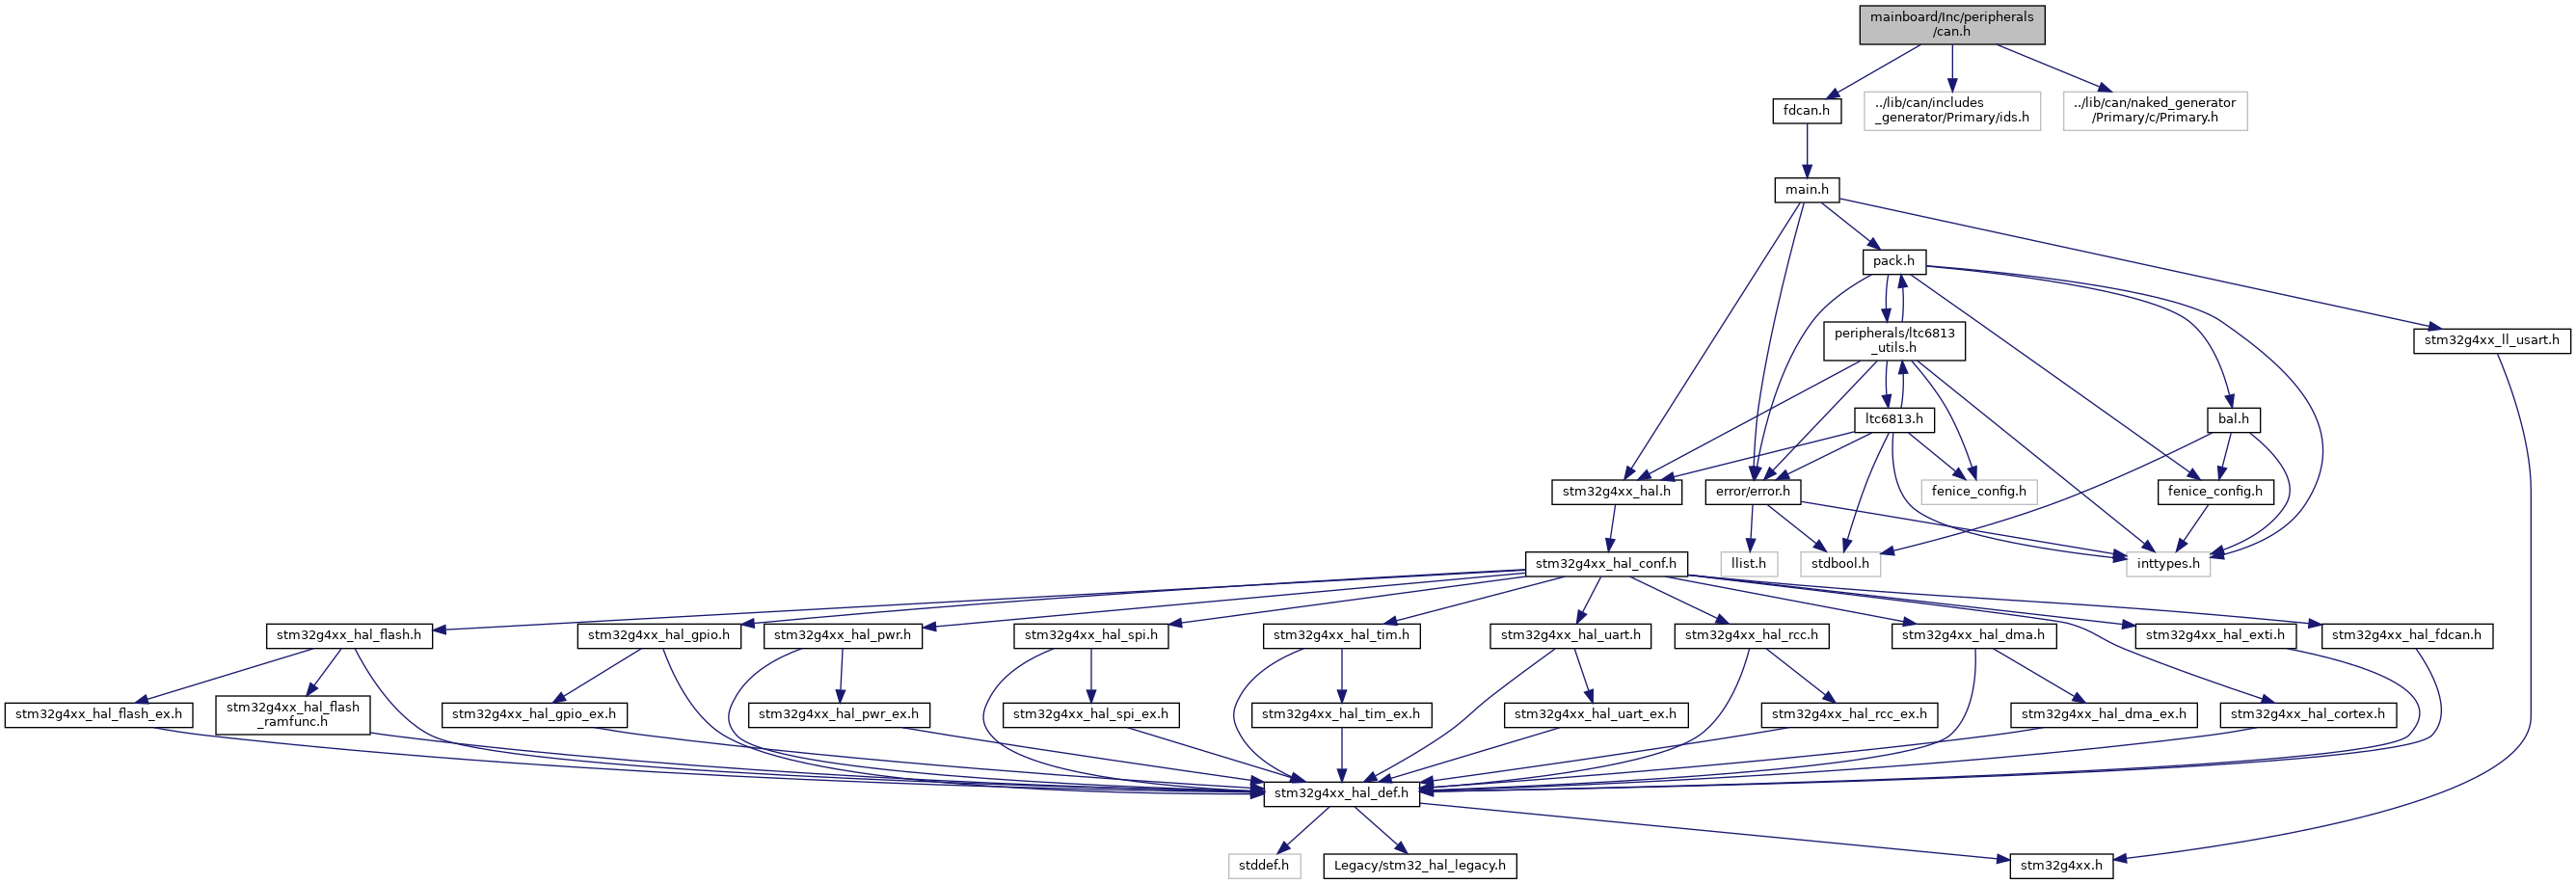 mainboard/Inc/peripherals
/can.h
fdcan.h
../lib/can/includes
_generator/Primary/ids.h
../lib/can/naked_generator
/Primary/c/Primary.h
main.h
pack.h
peripherals/ltc6813
_utils.h
stm32g4xx_ll_usart.h
ltc6813.h
bal.h
stm32g4xx_hal.h
error/error.h
fenice_config.h
fenice_config.h
stm32g4xx_hal_conf.h
llist.h
stdbool.h
inttypes.h
stm32g4xx_hal_flash.h
stm32g4xx_hal_gpio.h
stm32g4xx_hal_pwr.h
stm32g4xx_hal_spi.h
stm32g4xx_hal_tim.h
stm32g4xx_hal_uart.h
stm32g4xx_hal_rcc.h
stm32g4xx_hal_dma.h
stm32g4xx_hal_exti.h
stm32g4xx_hal_fdcan.h
stm32g4xx_hal_flash_ex.h
stm32g4xx_hal_flash
_ramfunc.h
stm32g4xx_hal_gpio_ex.h
stm32g4xx_hal_pwr_ex.h
stm32g4xx_hal_spi_ex.h
stm32g4xx_hal_tim_ex.h
stm32g4xx_hal_uart_ex.h
stm32g4xx_hal_rcc_ex.h
stm32g4xx_hal_dma_ex.h
stm32g4xx_hal_cortex.h
stm32g4xx_hal_def.h
stddef.h
Legacy/stm32_hal_legacy.h
stm32g4xx.h